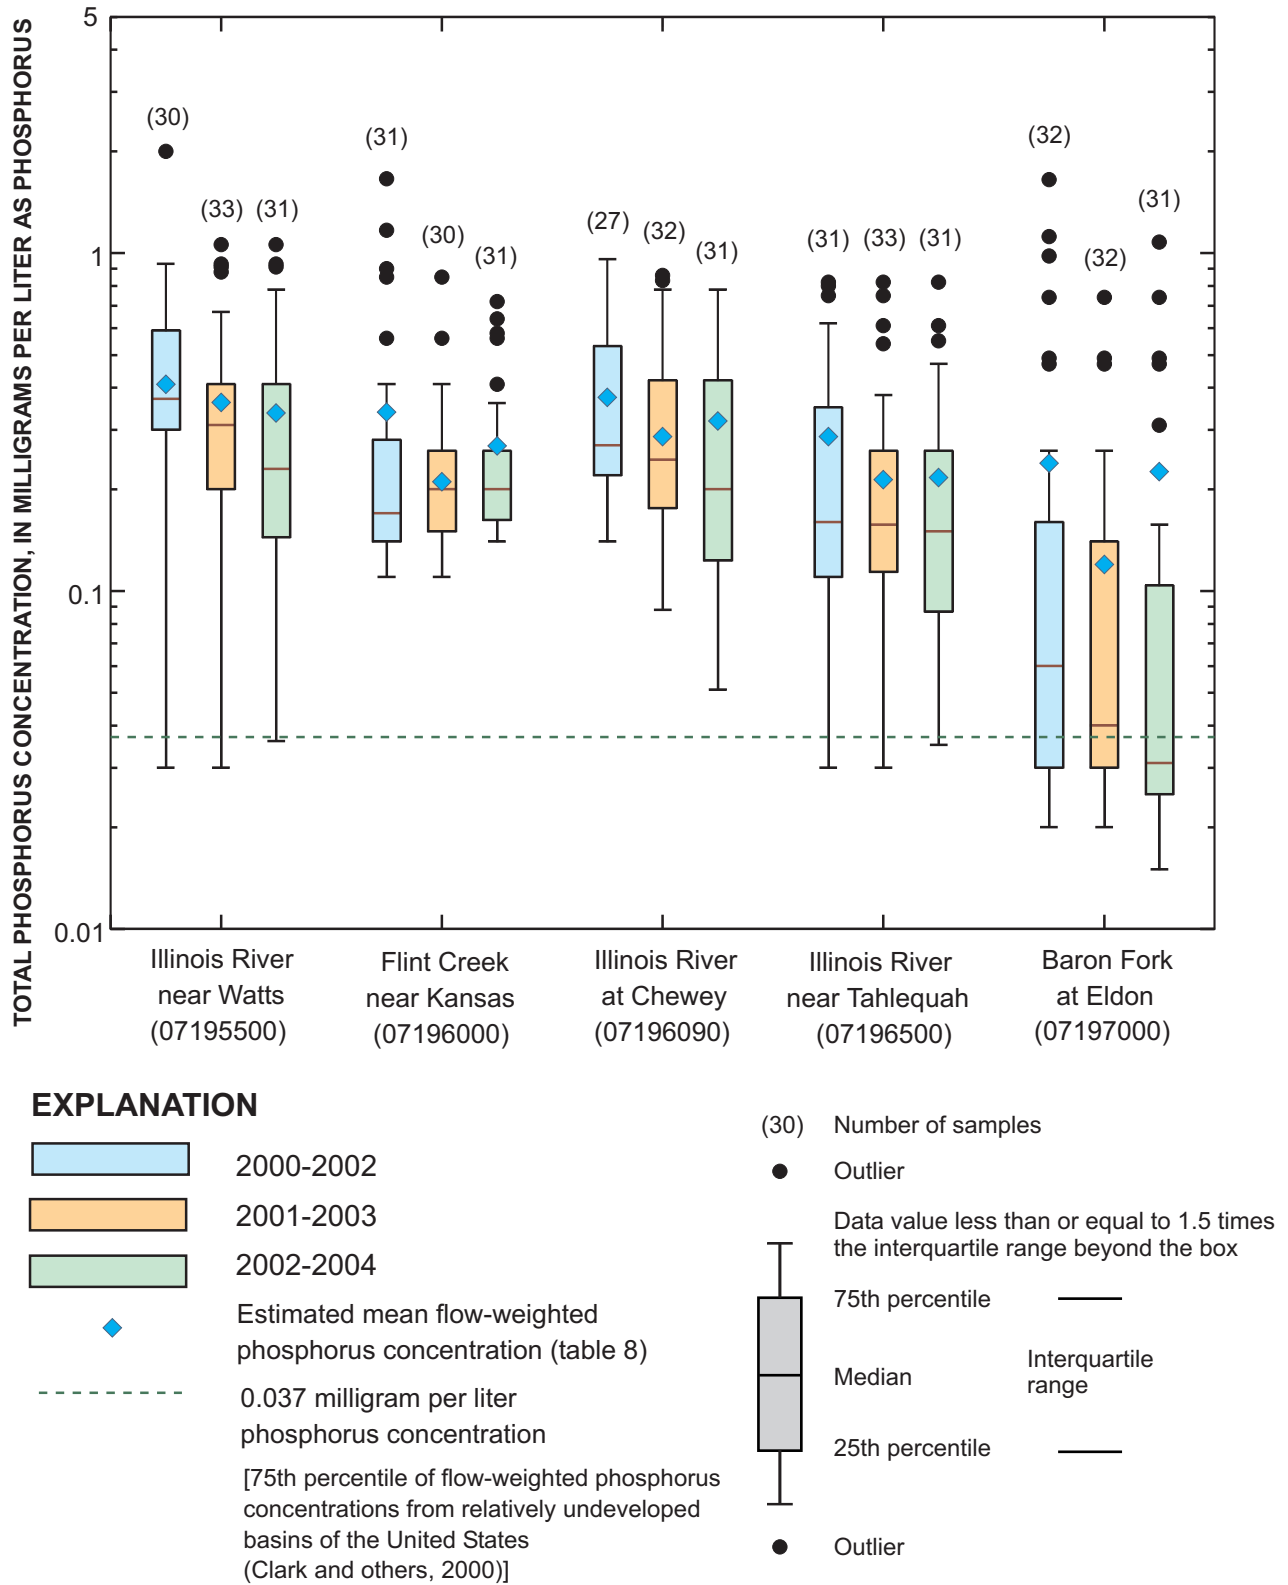 TOTAL PHOSPHORUS CONCENTRATION, IN MILLIGRAMS PER LITER AS PHOSPHORUS
5
1
0.1
0.01
(30)
(33)
(31)
(31)
(30)
(31)
(27)
(32)
(31)
(31)
(33)
(31)
(32)
(32)
(31)
Illinois River
near Watts
(07195500)
Flint Creek
near Kansas
(07196000)
Illinois River
at Chewey
(07196090)
Illinois River
near Tahlequah
(07196500)
Baron Fork
at Eldon
(07197000)
EXPLANATION
2000-2002
2001-2003
2002-2004
Estimated mean flow-weighted
phosphorus concentration (table 8)
0.037 milligram per liter
phosphorus concentration
[75th percentile of flow-weighted phosphorus
concentrations from relatively undeveloped
basins of the United States
(Clark and others, 2000)]
(30) Number of samples
Outlier
Data value less than or equal to 1.5 times
the interquartile range beyond the box
75th percentile
Median
Interquartile
range
25th percentile
Outlier